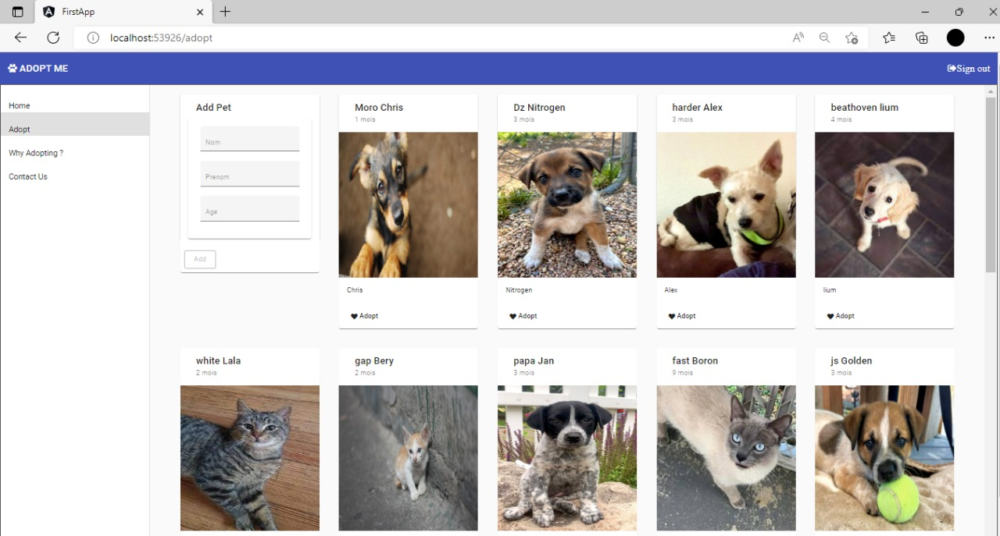 FirstApp
localhost:53926/adopt
ADOPT ME
Sign out
Home
Adopt
Why Adopting ?
Contact Us
Add Pet
Nom
Prenom
Age
Add
Moro Chris
1 mois
Chris
Adopt
Dz Nitrogen
3 mois
Nitrogen
Adopt
harder Alex
3 mois
Alex
Adopt
beathoven lium
4 mois
lium
Adopt
white Lala
2 mois
gap Bery
2 mois
papa Jan
3 mois
fast Boron
9 mois
js Golden
3 mois